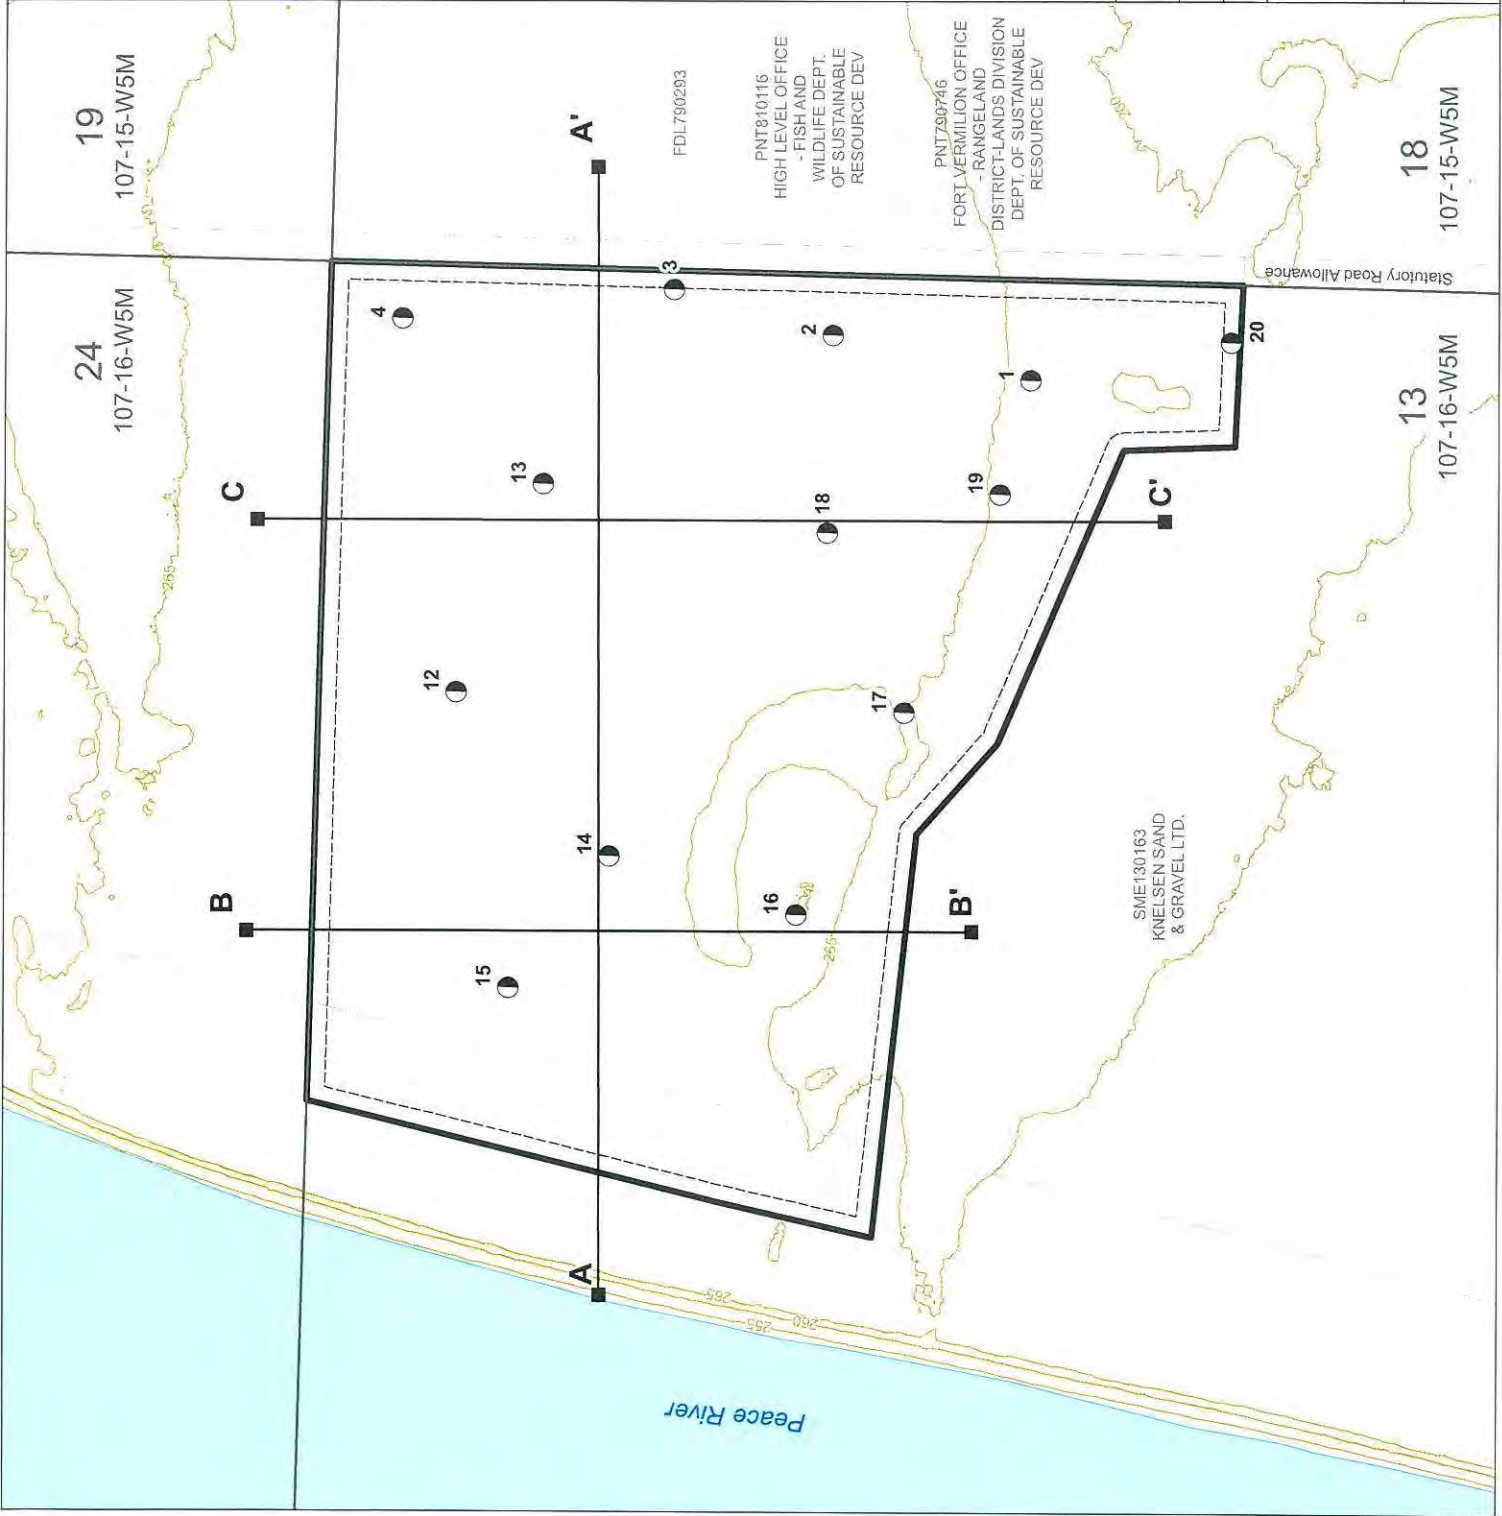 24
107-16-W5M
19
107-15-W5M
C
B
A'
265
4
3
FDL790293
13
12
14
15
PNT810116
HIGH LEVEL OFFICE
- FISH AND
WILDLIFE DEPT.
OF SUSTAINABLE
RESOURCE DEV
2
18
16
17
265
PNT790746
FORT VERMILION OFFICE
- RANGELAND
DISTRICT-LANDS DIVISION
DEPT. OF SUSTAINABLE
RESOURCE DEV
1
19
260
A
265
260
255
Peace River
B'
C'
20
Statutory Road Allowance
SME130163
KNELSEN SAND
& GRAVEL LTD.
13
107-16-W5M
18
107-15-W5M